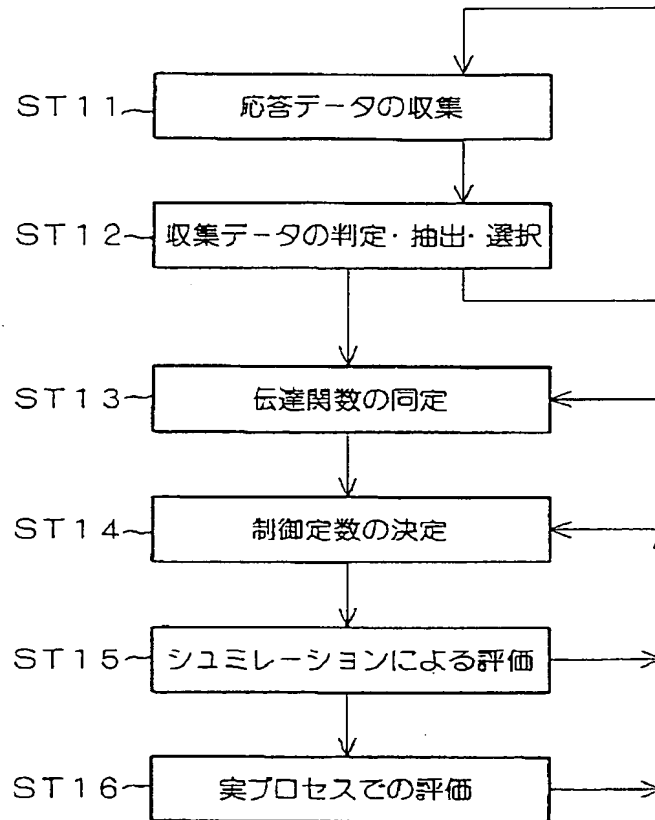 ST11 応答データの収集
ST12 収集データの判定・抽出・選択
ST13 伝達関数の同定
ST14 制御定数の決定
ST15 シュミレーションによる評価
ST16 実プロセスでの評価